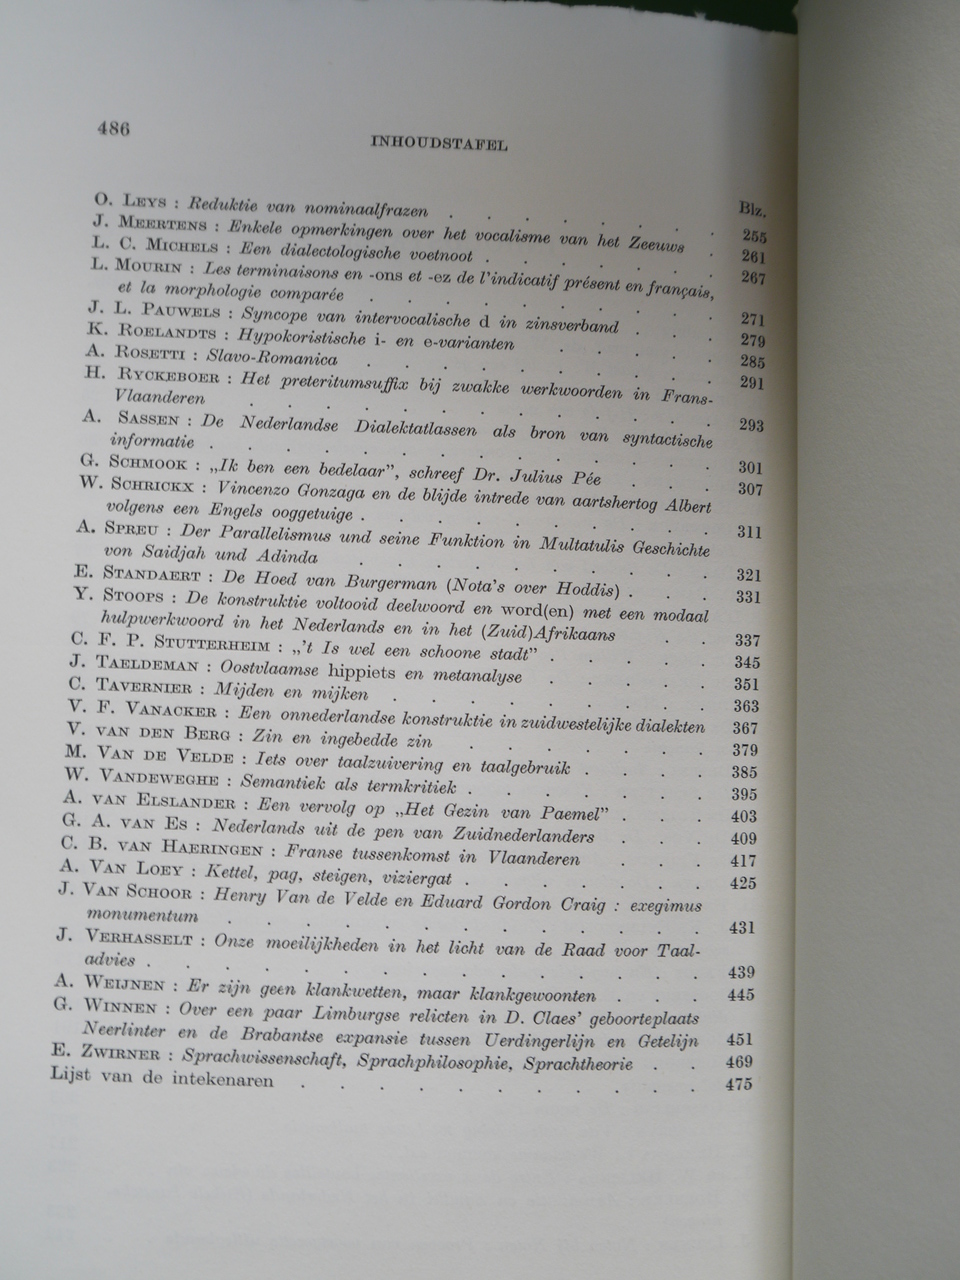 486
INHOUDSTAFEL
Blz.
O. LEYS : Reduktie van nominaalfrazen . . . . . . . 255
J. MEERTENS : Enkele opmerkingen over het vocalisme van het Zeeuws . 261
L. C. MICHELS : Een dialectologische voetnoot . . . . . . . 267
L. MOURIN : Les terminaisons en -ons et -ez de l'indicatif présent en français,
et la morphologie comparée . . . . . . . . . 271
J. L. PAUWELS : Syncope van intervocalische d in zinsverband . . . 279
K. ROELANDTS : Hypokoristische i- en e-varianten . . . . . 285
A. ROSETTI : Slavo-Romanica . . . . . . . . . 291
H. RYCKEBOER : Het preteritumsuffix bij zwakke werkwoorden in Frans-
Vlaanderen . . . . . . . . . . . . 293
A. SASSEN : De Nederlandse Dialektatlassen als bron van syntactische
informatie . . . . . . . . . . . . 301
G. SCHMOOK : „Ik ben een bedelaar”, schreef Dr. Julius Pée . . . 307
W. SCHRICKX : Vincenzo Gonzaga en de blijde intrede van aartshertog Albert
volgens een Engels ooggetuige . . . . . . . . . 311
A. SPREU : Der Parallelismus und seine Funktion in Multatulis Geschichte
von Saidjah und Adinda . . . . . . . . . 321
E. STANDAERT : De Hoed van Burgerman (Nota's over Hoddis) . . . 331
Y. STOOPS : De konstruktie voltooid deelwoord en word(en) met een modaal
hulpwerkwoord in het Nederlands en in het (Zuid)Afrikaans . . 337
C. F. P. STUTTERHEIM : „'t Is wel een schoone stadt” . . . . . 345
J. TAELDEMAN : Oostvlaamse hippiets en metanalyse . . . . . 351
C. TAVERNIER : Mijden en mijken . . . . . . . . . 363
V. F. VANACKER : Een onnederlandse konstruktie in zuidwestelijke dialekten 367
V. VAN DEN BERG : Zin en ingebedde zin . . . . . . . 379
M. VAN DE VELDE : Iets over taalzuivering en taalgebruik . . . . 385
W. VANDEWEGHE : Semantiek als termkritiek . . . . . . . 395
A. VAN ELSLANDER : Een vervolg op „Het Gezin van Paemel” . . . 403
G. A. VAN ES : Nederlands uit de pen van Zuidnederlanders . . . 409
C. B. VAN HAERINGEN : Franse tussenkomst in Vlaanderen . . . 417
A. VAN LOEY : Kettel, pag, steigen, viziergat . . . . . . . 425
J. VAN SCHOOR : Henry Van de Velde en Eduard Gordon Craig : exegimus
monumentum . . . . . . . . . . . . 431
J. VERHASSELT : Onze moeilijkheden in het licht van de Raad voor Taal-
advies . . . . . . . . . . . . . . 439
A. WEIJNEN : Er zijn geen klankwetten, maar klankgewoonten . . . 445
G. WINNEN : Over een paar Limburgse relicten in D. Claes' geboorteplaats
Neerlinter en de Brabantse expansie tussen Uerdingerlijn en Getelijn 451
E. ZWIRNER : Sprachwissenschaft, Sprachphilosophie, Sprachtheorie . . 469
Lijst van de intekenaren . . . . . . . . . . . 475